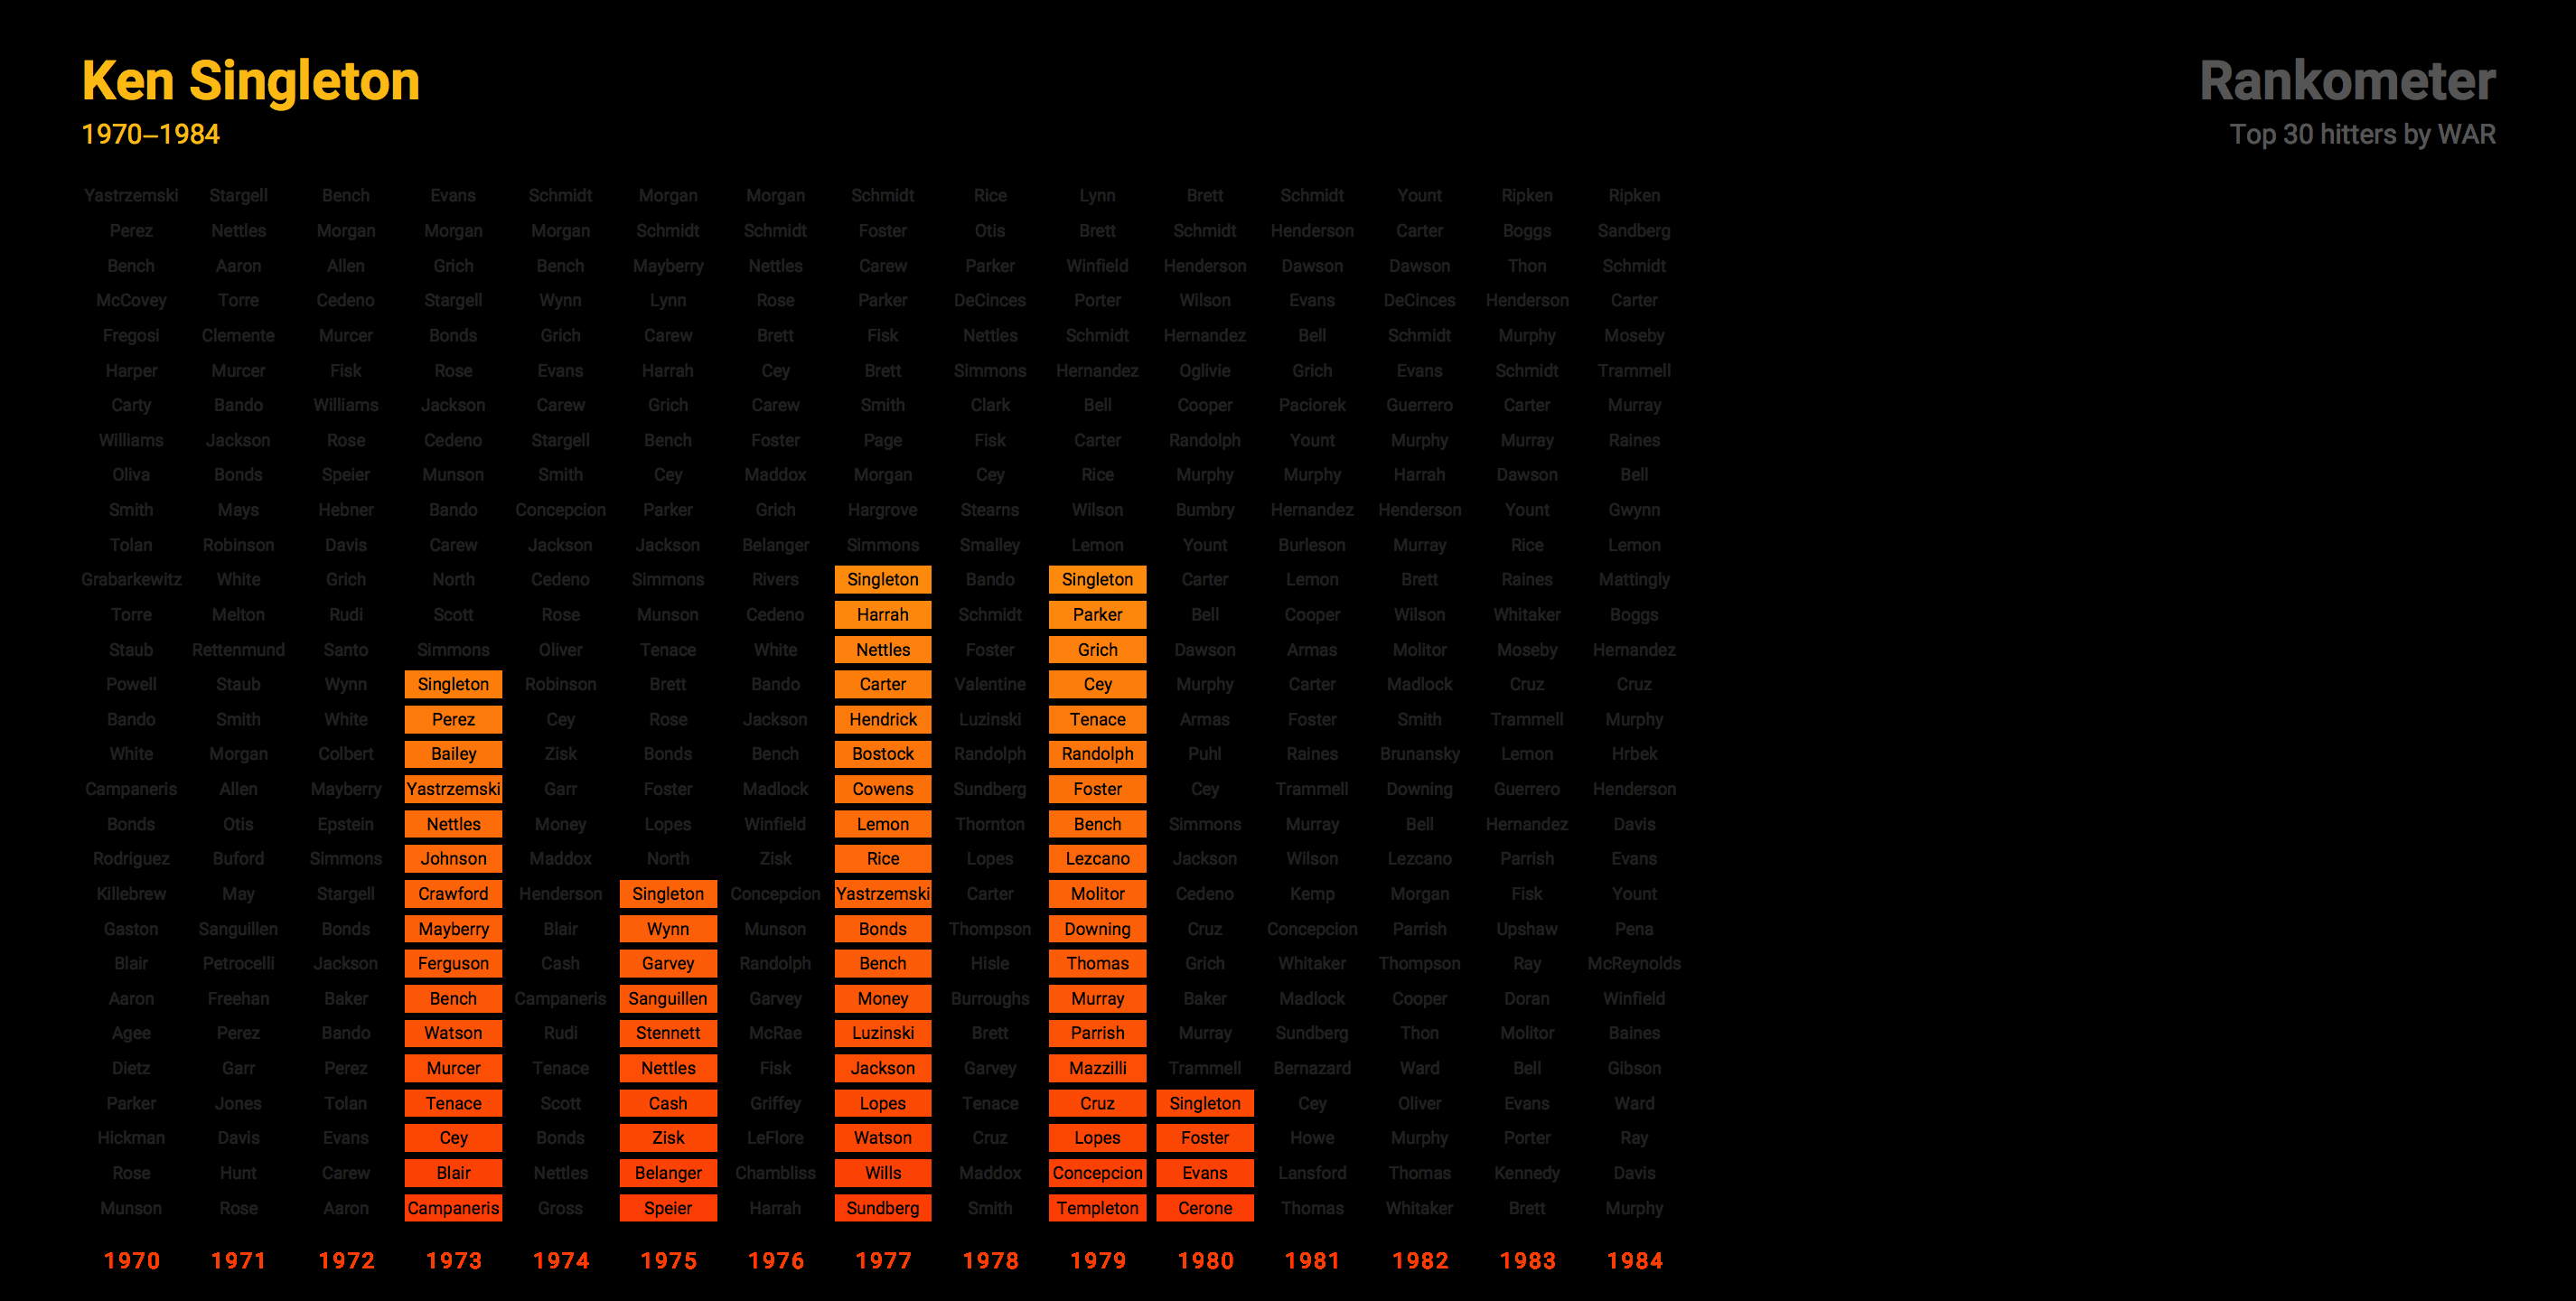 Ken Singleton
1970–1984
Rankometer
Top 30 hitters by WAR
Yastrzemski Stargell Bench Evans Schmidt Morgan Morgan Schmidt Rice Lynn Brett Schmidt Yount Ripken Ripken
Perez Nettles Morgan Morgan Morgan Schmidt Schmidt Foster Otis Brett Schmidt Henderson Carter Boggs Sandberg
Bench Aaron Allen Grich Bench Mayberry Nettles Carew Parker Winfield Henderson Dawson Dawson Thon Schmidt
McCovey Torre Cedeno Stargell Wynn Lynn Rose Parker DeCinces Porter Wilson Evans DeCinces Henderson Carter
Fregosi Clemente Murcer Bonds Grich Carew Brett Fisk Nettles Schmidt Hernandez Bell Schmidt Murphy Moseby
Harper Murcer Fisk Rose Evans Harrah Cey Brett Simmons Hernandez Oglivie Grich Evans Schmidt Trammell
Carty Bando Williams Jackson Carew Grich Carew Smith Clark Bell Cooper Paciorek Guerrero Carter Murray
Williams Jackson Rose Cedeno Stargell Bench Foster Page Fisk Carter Randolph Yount Murphy Murray Raines
Oliva Bonds Speier Munson Smith Cey Maddox Morgan Cey Rice Murphy Murphy Harrah Dawson Bell
Smith Mays Hebner Bando Concepcion Parker Grich Hargrove Stearns Wilson Bumbry Hernandez Henderson Yount Gwynn
Tolan Robinson Davis Carew Jackson Jackson Belanger Simmons Smalley Lemon Yount Burleson Murray Rice Lemon
Grabarkewitz White Grich North Cedeno Simmons Rivers Singleton Bando Singleton Carter Lemon Brett Raines Mattingly
Torre Melton Rudi Scott Rose Munson Cedeno Harrah Schmidt Parker Bell Cooper Wilson Whitaker Boggs
Staub Rettenmund Santo Simmons Oliver Tenace White Nettles Foster Grich Dawson Armas Molitor Moseby Hernandez
Powell Staub Wynn Singleton Robinson Brett Bando Carter Valentine Cey Murphy Carter Madlock Cruz Cruz
Bando Smith White Perez Cey Rose Jackson Hendrick Luzinski Tenace Armas Foster Smith Trammell Murphy
White Morgan Colbert Bailey Zisk Bonds Bench Bostock Randolph Randolph Puhl Raines Brunansky Lemon Hrbek
Campaneris Allen Mayberry Yastrzemski Garr Foster Madlock Cowens Sundberg Foster Cey Trammell Downing Guerrero Henderson
Bonds Otis Epstein Nettles Money Lopes Winfield Lemon Thornton Bench Simmons Murray Bell Hernandez Davis
Rodriguez Buford Simmons Johnson Maddox North Zisk Rice Lopes Lezcano Jackson Wilson Lezcano Parrish Evans
Killebrew May Stargell Crawford Henderson Singleton Concepcion Yastrzemski Carter Molitor Cedeno Kemp Morgan Fisk Yount
Gaston Sanguillen Bonds Mayberry Blair Wynn Munson Bonds Thompson Downing Cruz Concepcion Parrish Upshaw Pena
Blair Petrocelli Jackson Ferguson Cash Garvey Randolph Bench Hisle Thomas Grich Whitaker Thompson Ray McReynolds
Aaron Freehan Baker Bench Campaneris Sanguillen Garvey Money Burroughs Murray Baker Madlock Cooper Doran Winfield
Agee Perez Bando Watson Rudi Stennett McRae Luzinski Brett Parrish Murray Sundberg Thon Molitor Baines
Dietz Garr Perez Murcer Tenace Nettles Fisk Jackson Garvey Mazzilli Trammell Bernazard Ward Bell Gibson
Parker Jones Tolan Tenace Scott Cash Griffey Lopes Tenace Cruz Singleton Cey Oliver Evans Ward
Hickman Davis Evans Cey Bonds Zisk LeFlore Watson Cruz Lopes Foster Howe Murphy Porter Ray
Rose Hunt Carew Blair Nettles Belanger Chambliss Wills Maddox Concepcion Evans Lansford Thomas Kennedy Davis
Munson Rose Aaron Campaneris Gross Speier Harrah Sundberg Smith Templeton Cerone Thomas Whitaker Brett Murphy
1970 1971 1972 1973 1974 1975 1976 1977 1978 1979 1980 1981 1982 1983 1984